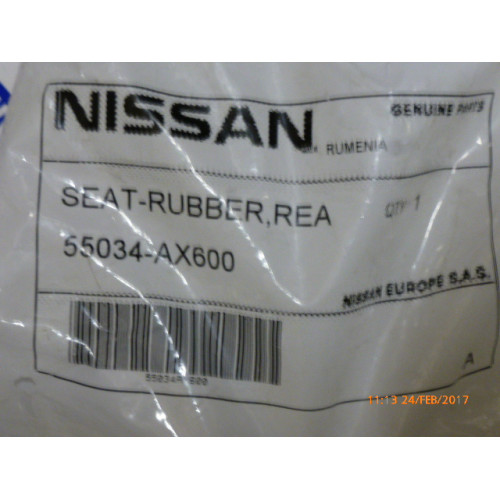 NISSAN
GENUINE PARTS
RUMENIA
SEAT-RUBBER,REA
QTY 1
55034-AX600
NISSAN EUROPE S.A.S.
A
11:13 24/FEB/2017